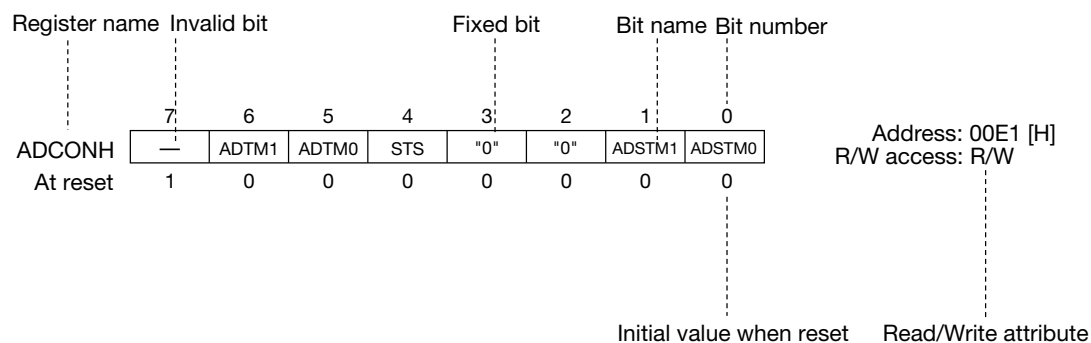 Register name Invalid bit Fixed bit Bit name Bit number
7 6 5 4 3 2 1 0
ADCONH — ADTM1 ADTM0 STS "0" "0" ADSTM1 ADSTM0 Address: 00E1 [H]
R/W access: R/W
At reset 1 0 0 0 0 0 0 0
Initial value when reset Read/Write attribute